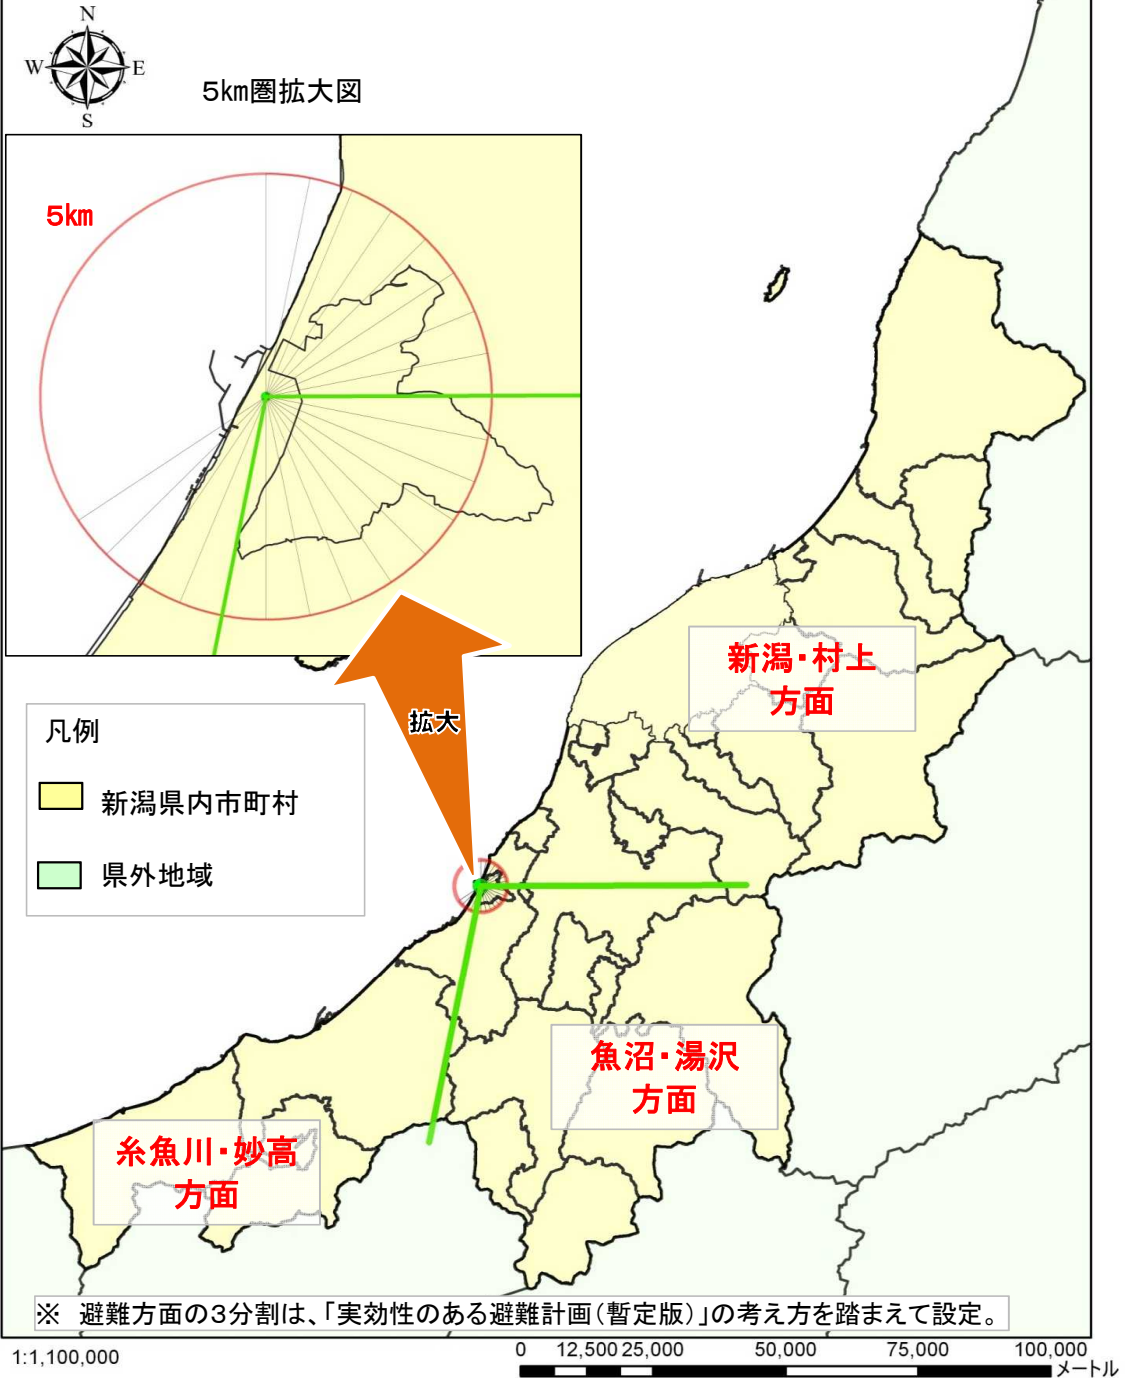 N
W
E
S
5km圏拡大図
5km
新潟・村上
方面
拡大
凡例
新潟県内市町村
県外地域
魚沼・湯沢
方面
糸魚川・妙高
方面
※ 避難方面の3分割は、「実効性のある避難計画(暫定版)」の考え方を踏まえて設定。
1:1,100,000
0 12,500 25,000 50,000 75,000 100,000
メートル